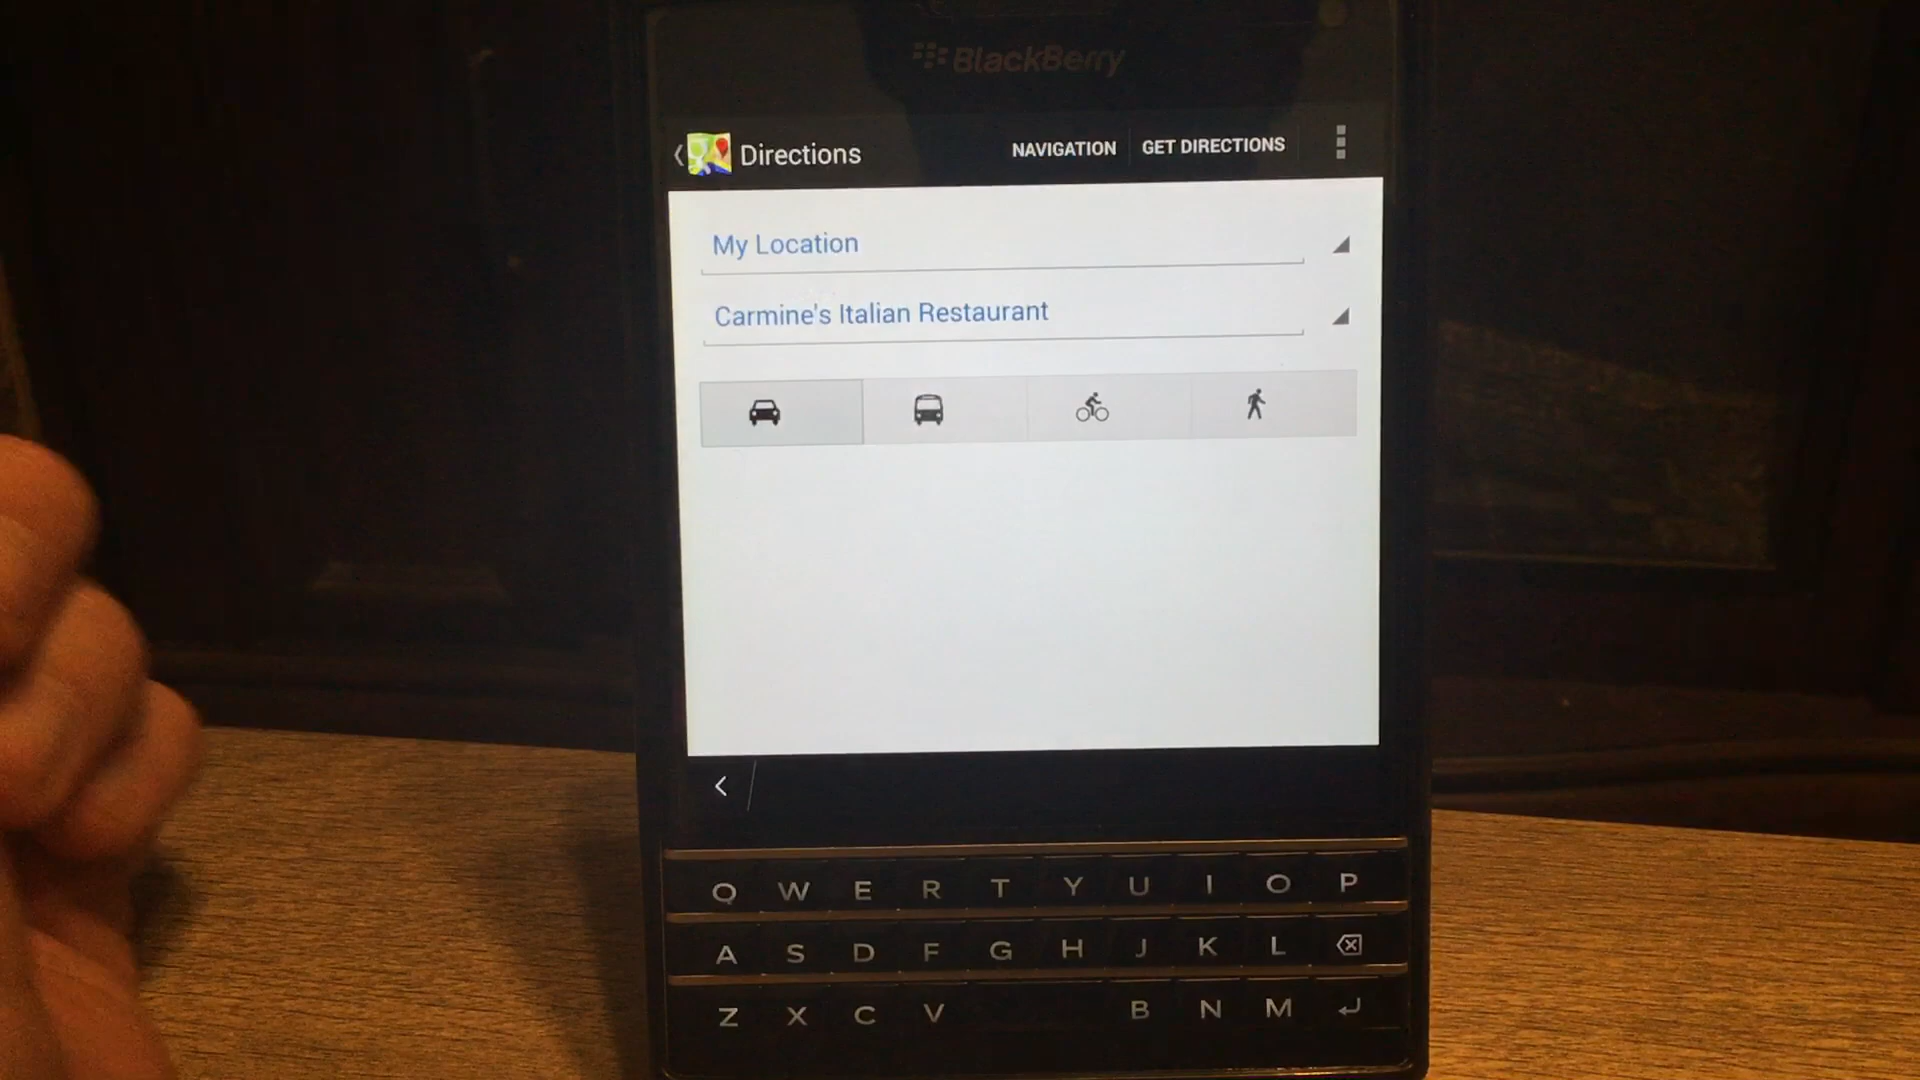 BlackBerry
Directions NAVIGATION GET DIRECTIONS
My Location
Carmine's Italian Restaurant
Q W E R T Y U I O P
A S D F G H J K L
Z X C V B N M